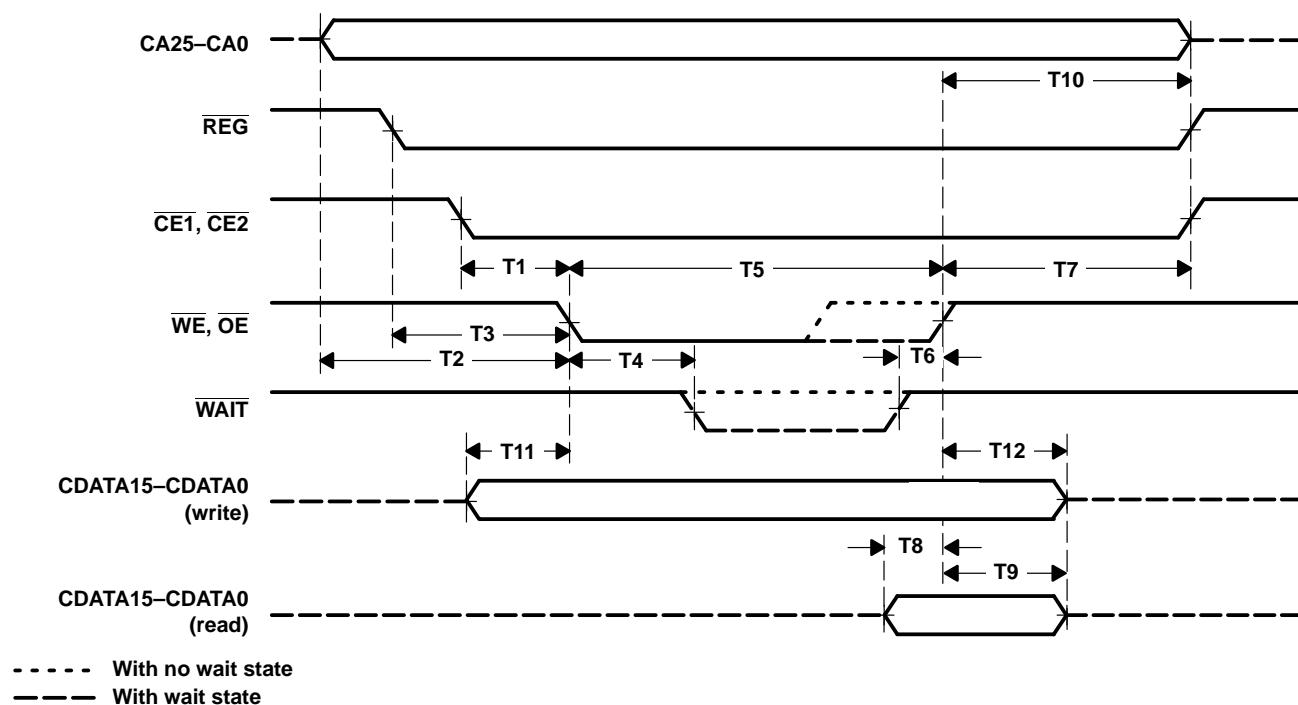 CA25–CA0
T10
REG
CE1, CE2
T1
T5
T7
WE, OE
T3
T6
T2
T4
WAIT
T11
T12
CDATA15–CDATA0
(write)
T8
T9
CDATA15–CDATA0
(read)
With no wait state
With wait state